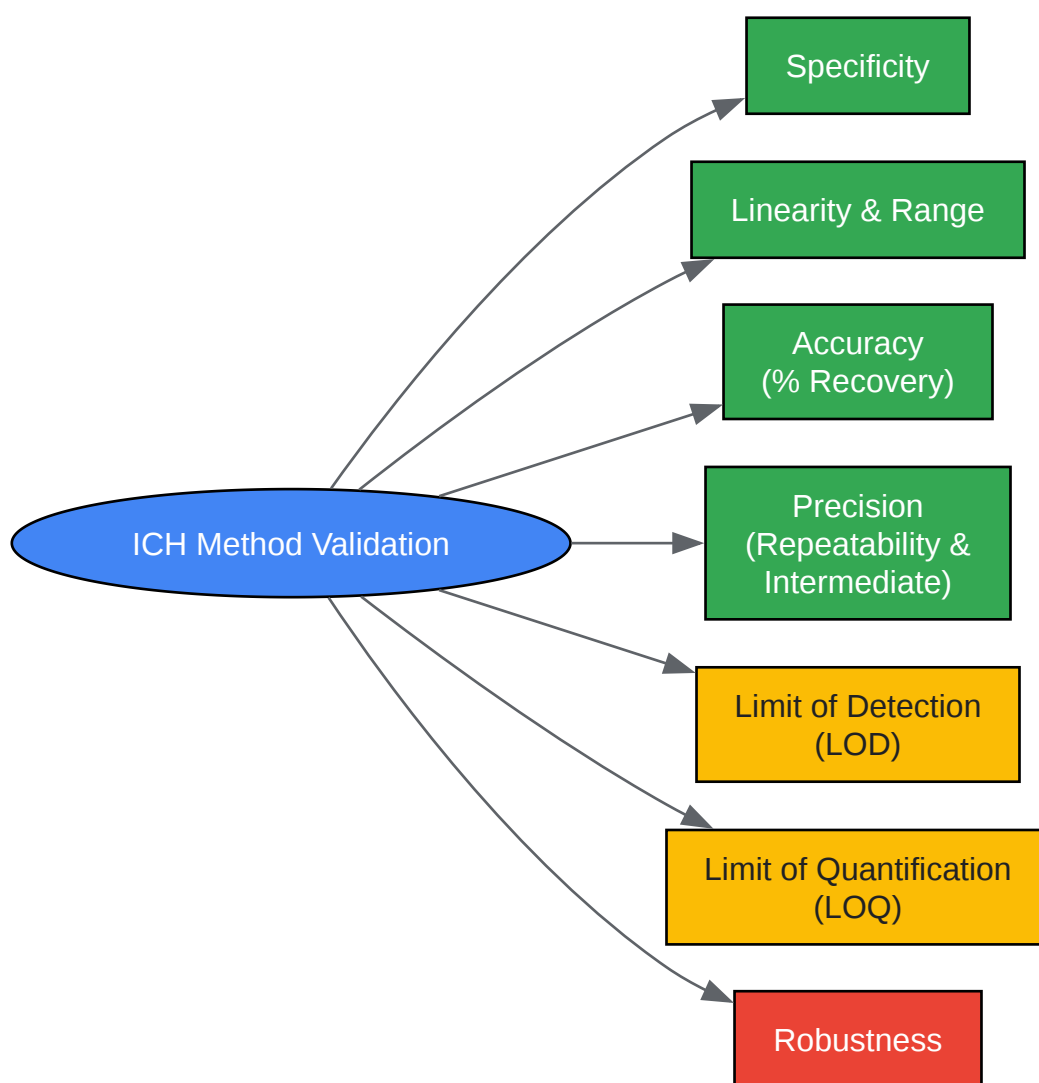 Specificity
Linearity & Range
Accuracy
(% Recovery)
ICH Method Validation
Precision
(Repeatability &
Intermediate)
Limit of Detection
(LOD)
Limit of Quantification
(LOQ)
Robustness